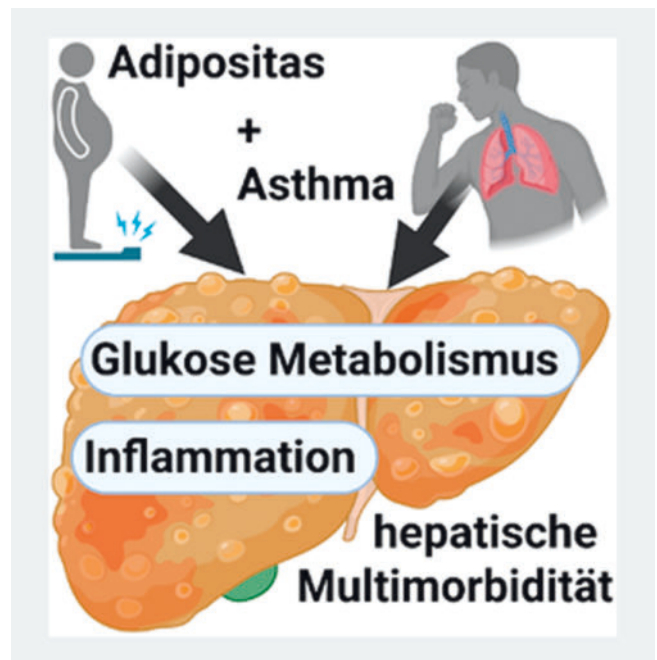 Adipositas
+
Asthma
Glukose Metabolismus
Inflammation
hepatische
Multimorbidität